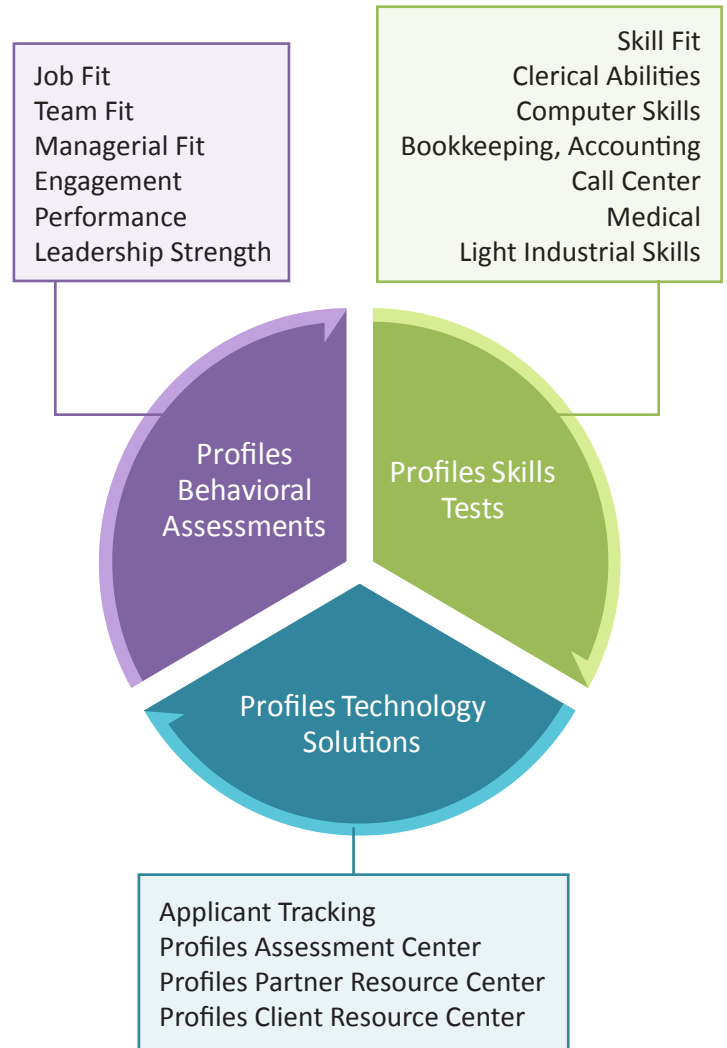 Job Fit
Team Fit
Managerial Fit
Engagement
Performance
Leadership Strength
Skill Fit
Clerical Abilities
Computer Skills
Bookkeeping, Accounting
Call Center
Medical
Light Industrial Skills
Profiles
Behavioral
Assessments
Profiles Skills
Tests
Profiles Technology
Solutions
Applicant Tracking
Profiles Assessment Center
Profiles Partner Resource Center
Profiles Client Resource Center